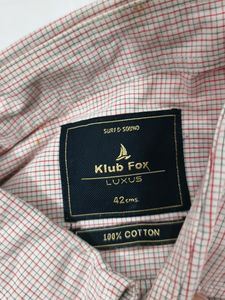 SURF & SOUND
Klub Fox
LUXUS
42 cms.
100% COTTON